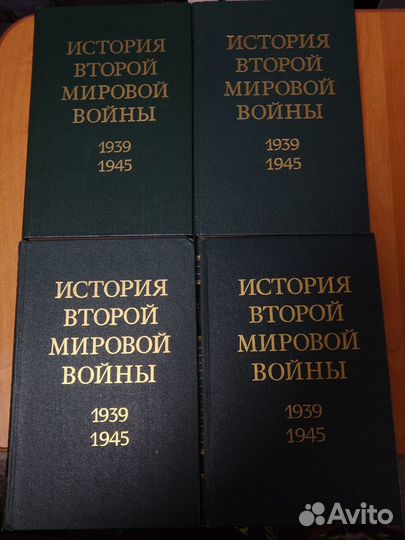 ИСТОРИЯ
ВТОРОЙ
МИРОВОЙ
ВОЙНЫ
1939
1945
ИСТОРИЯ
ВТОРОЙ
МИРОВОЙ
ВОЙНЫ
1939
1945
ИСТОРИЯ
ВТОРОЙ
МИРОВОЙ
ВОЙНЫ
1939
1945
ИСТОРИЯ
ВТОРОЙ
МИРОВОЙ
ВОЙНЫ
1939
1945
Avito